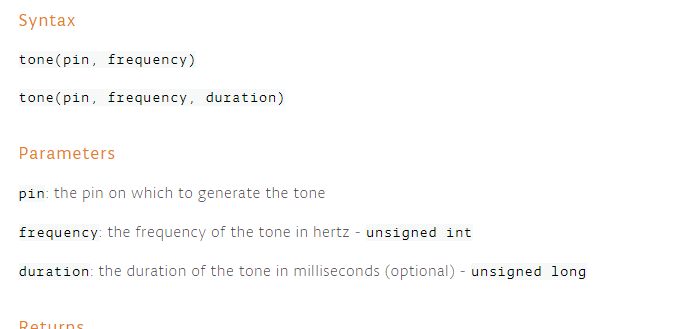 Syntax
tone(pin, frequency)
tone(pin, frequency, duration)
Parameters
pin: the pin on which to generate the tone
frequency: the frequency of the tone in hertz - unsigned int
duration: the duration of the tone in milliseconds (optional) - unsigned long
Returns